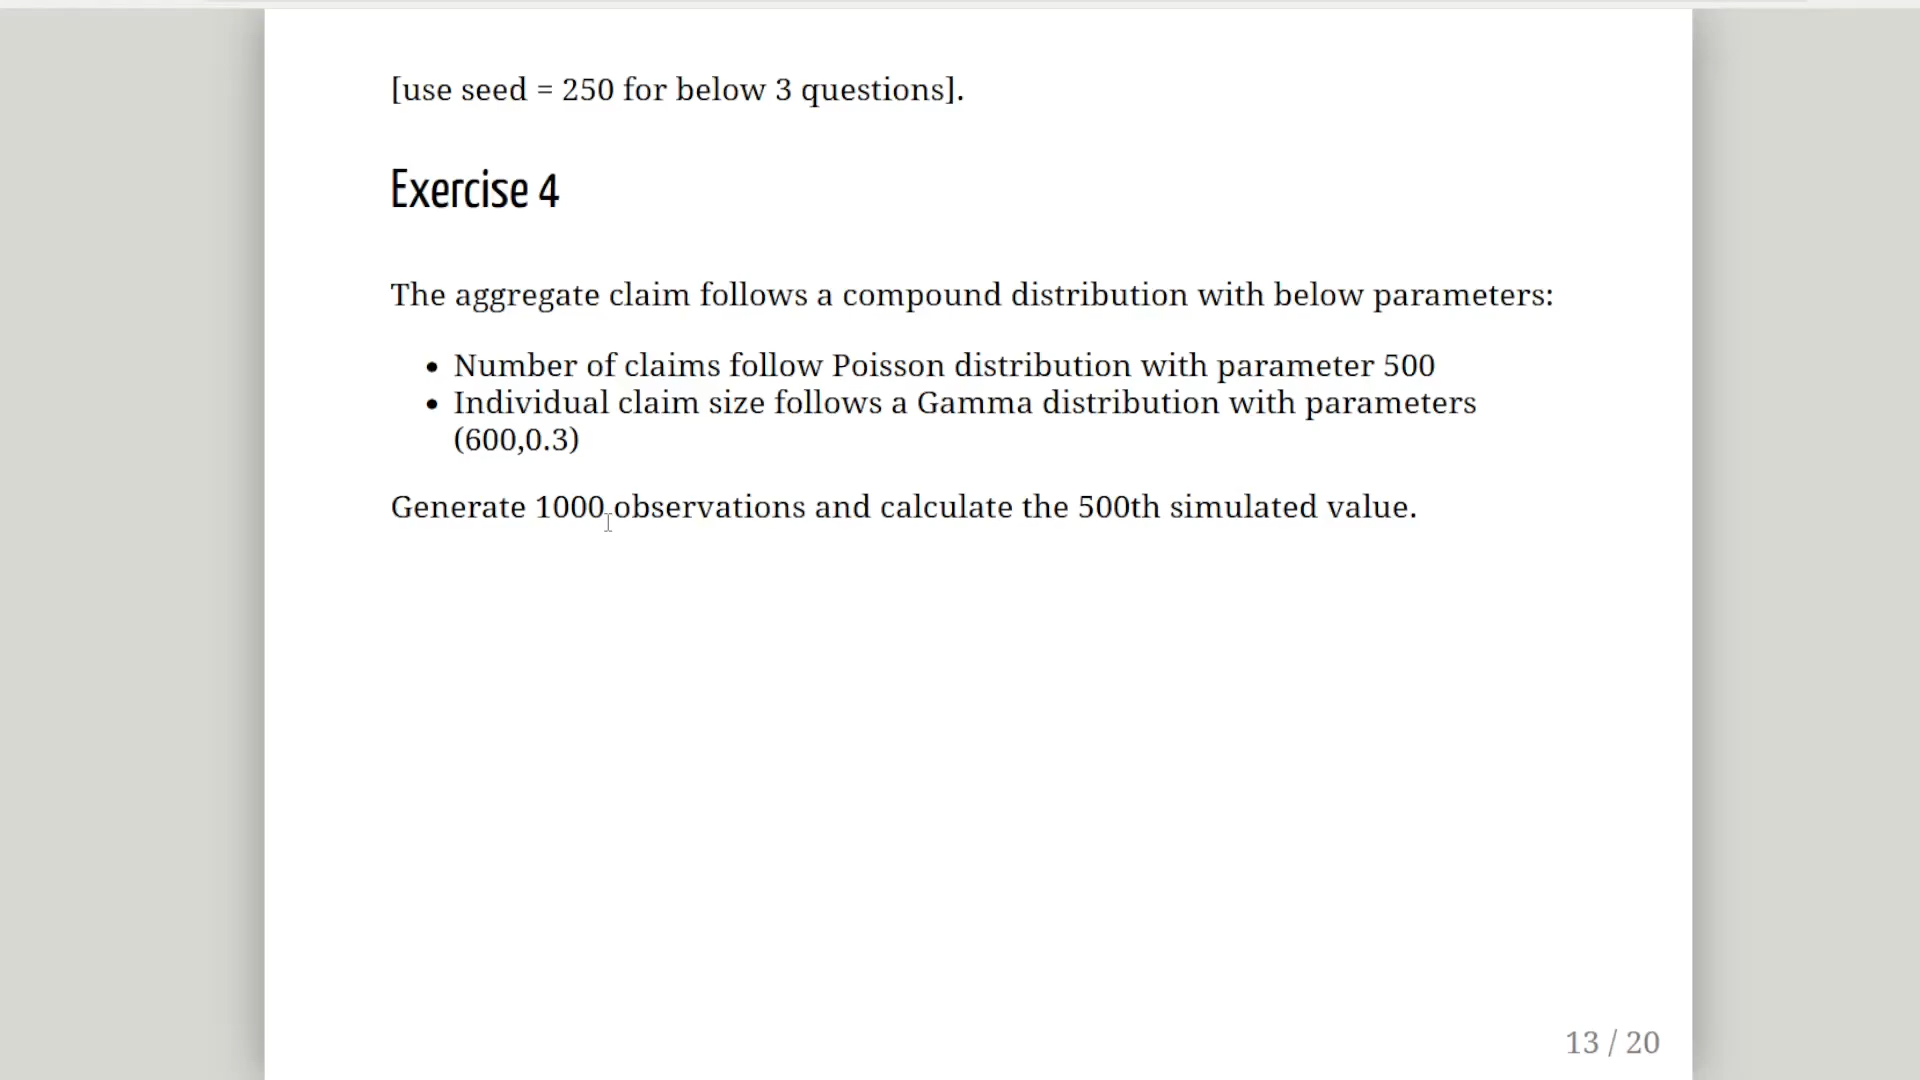 [use seed = 250 for below 3 questions].
Exercise 4
The aggregate claim follows a compound distribution with below parameters:
• Number of claims follow Poisson distribution with parameter 500
• Individual claim size follows a Gamma distribution with parameters
(600,0.3)
Generate 1000 observations and calculate the 500th simulated value.
13 / 20